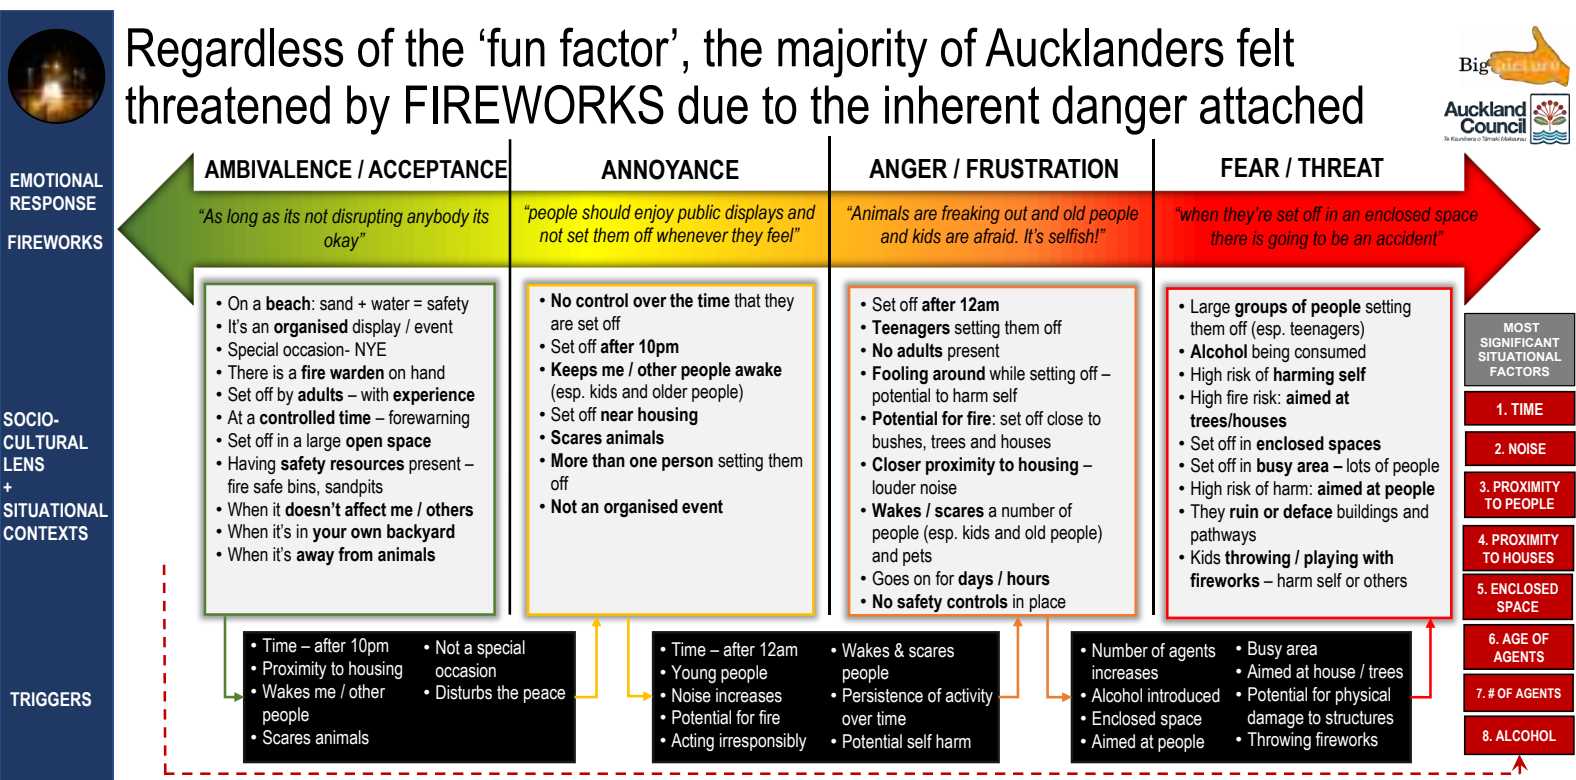 Regardless of the ‘fun factor’, the majority of Aucklanders felt
threatened by FIREWORKS due to the inherent danger attached
Big picture
Auckland
Council
Te Kaunihera o Tāmaki Makaurau
EMOTIONAL
RESPONSE
FIREWORKS
AMBIVALENCE / ACCEPTANCE
“As long as its not disrupting anybody its
okay”
ANNOYANCE
“people should enjoy public displays and
not set them off whenever they feel”
ANGER / FRUSTRATION
“Animals are freaking out and old people
and kids are afraid. It’s selfish!”
FEAR / THREAT
“when they’re set off in an enclosed space
there is going to be an accident”
SOCIO-
CULTURAL
LENS
+
SITUATIONAL
CONTEXTS
• On a beach: sand + water = safety
• It’s an organised display / event
• Special occasion- NYE
• There is a fire warden on hand
• Set off by adults – with experience
• At a controlled time – forewarning
• Set off in a large open space
• Having safety resources present –
fire safe bins, sandpits
• When it doesn’t affect me / others
• When it’s in your own backyard
• When it’s away from animals
• No control over the time that they
are set off
• Set off after 10pm
• Keeps me / other people awake
(esp. kids and older people)
• Set off near housing
• Scares animals
• More than one person setting them
off
• Not an organised event
• Set off after 12am
• Teenagers setting them off
• No adults present
• Fooling around while setting off –
potential to harm self
• Potential for fire: set off close to
bushes, trees and houses
• Closer proximity to housing –
louder noise
• Wakes / scares a number of
people (esp. kids and old people)
and pets
• Goes on for days / hours
• No safety controls in place
• Large groups of people setting
them off (esp. teenagers)
• Alcohol being consumed
• High risk of harming self
• High fire risk: aimed at
trees/houses
• Set off in enclosed spaces
• Set off in busy area – lots of people
• High risk of harm: aimed at people
• They ruin or deface buildings and
pathways
• Kids throwing / playing with
fireworks – harm self or others
MOST
SIGNIFICANT
SITUATIONAL
FACTORS
1. TIME
2. NOISE
3. PROXIMITY
TO PEOPLE
4. PROXIMITY
TO HOUSES
5. ENCLOSED
SPACE
6. AGE OF
AGENTS
7. # OF AGENTS
8. ALCOHOL
TRIGGERS
• Time – after 10pm
• Proximity to housing
• Wakes me / other
people
• Scares animals
• Not a special
occasion
• Disturbs the peace
• Time – after 12am
• Young people
• Noise increases
• Potential for fire
• Acting irresponsibly
• Wakes & scares
people
• Persistence of activity
over time
• Potential self harm
• Number of agents
increases
• Alcohol introduced
• Enclosed space
• Aimed at people
• Busy area
• Aimed at house / trees
• Potential for physical
damage to structures
• Throwing fireworks